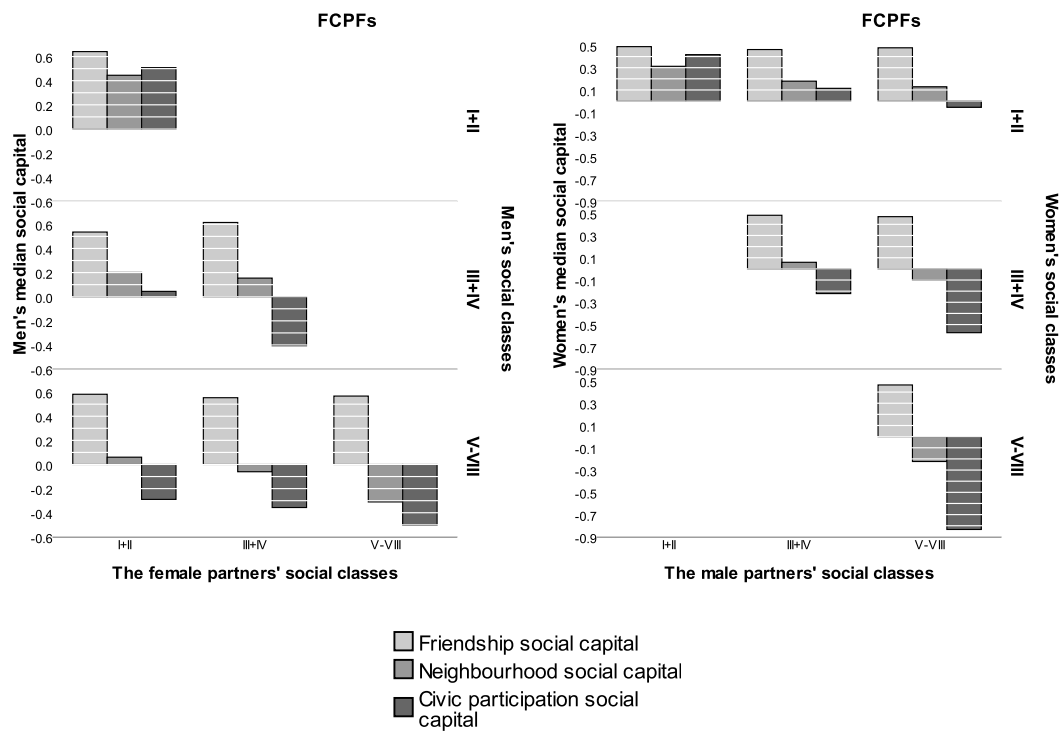 FCPFs
Men's median social capital
0.6
0.4
0.2
0.0
-0.2
-0.4
-0.6
I+II
0.6
0.4
0.2
0.0
-0.2
-0.4
-0.6
III+IV
0.6
0.4
0.2
0.0
-0.2
-0.4
-0.6
V-VIII
Men's social classes
I+II
III+IV
V-VIII
The female partners' social classes
FCPFs
Women's median social capital
0.5
0.3
0.1
-0.1
-0.3
-0.5
-0.7
-0.9
I+II
0.5
0.3
0.1
-0.1
-0.3
-0.5
-0.7
-0.9
III+IV
0.5
0.3
0.1
-0.1
-0.3
-0.5
-0.7
-0.9
V-VIII
Women's social classes
I+II
III+IV
V-VIII
The male partners' social classes
Friendship social capital
Neighbourhood social capital
Civic participation social
capital